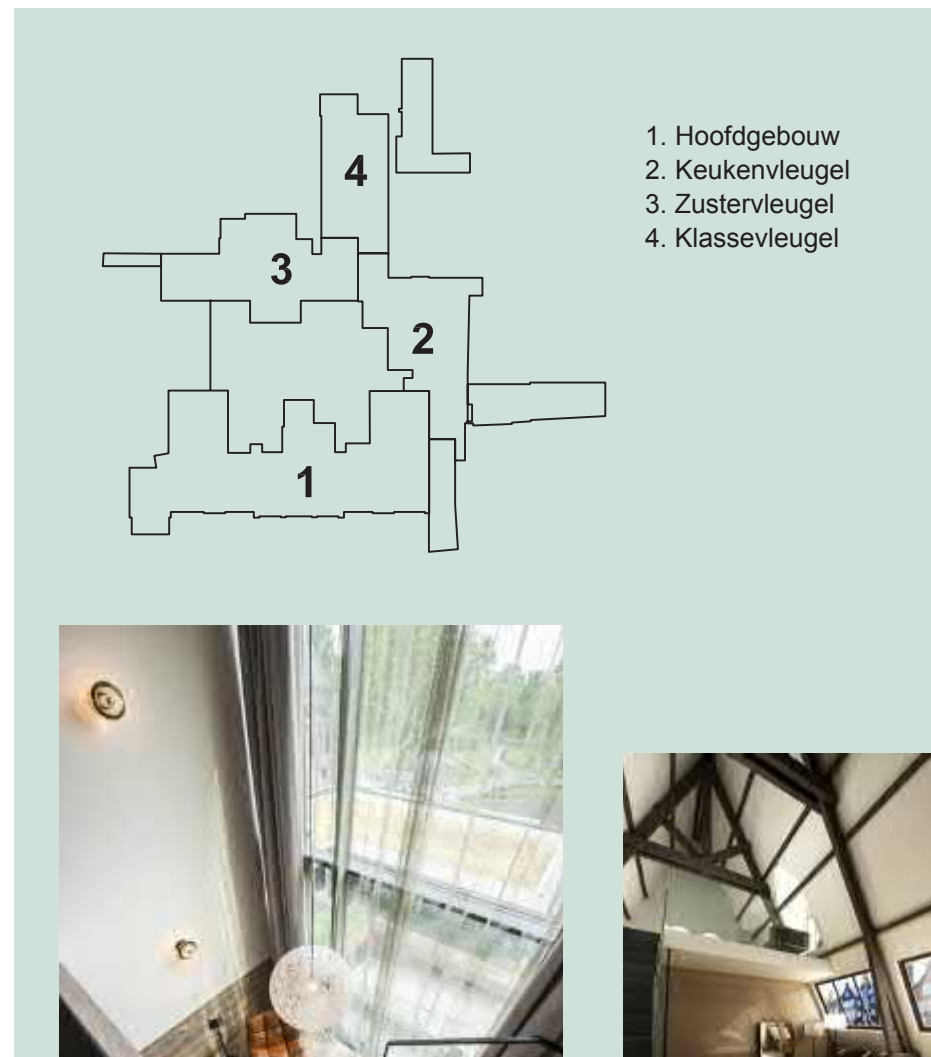 4
3
2
1
1. Hoofdgebouw
2. Keukenvleugel
3. Zustervleugel
4. Klassevleugel